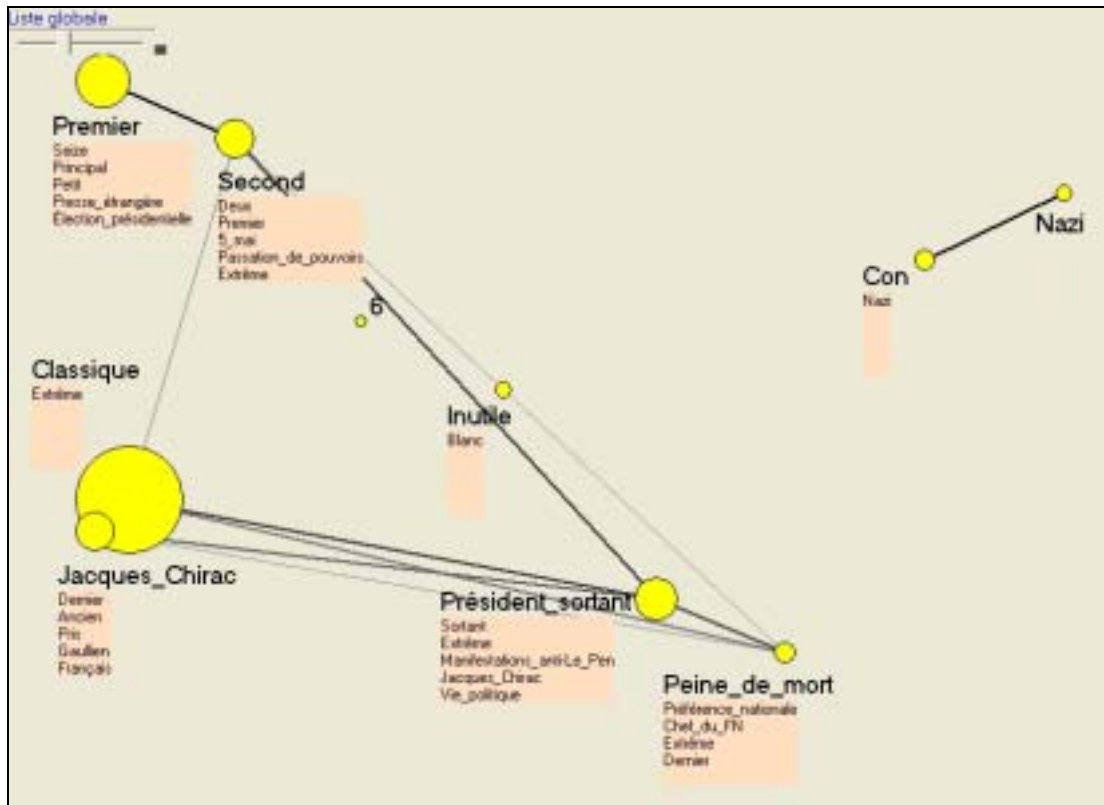 Liste globale
Premier
Seize
Principal
Petit
Presse_étrangère
Élection_présidentielle
Second
Deux
Premier
5_mai
Passation_de_pouvoirs
Extrême
6
Nazi
Con
Nazi
Classique
Extrême
Inutile
Blanc
Jacques_Chirac
Dernier
Ancien
Pris
Gaullien
Français
Président_sortant
Sortant
Extrême
Manifestations_anti-Le_Pen
Jacques_Chirac
Vie_politique
Peine_de_mort
Préférence_nationale
Chef_du_FN
Extrême
Dernier